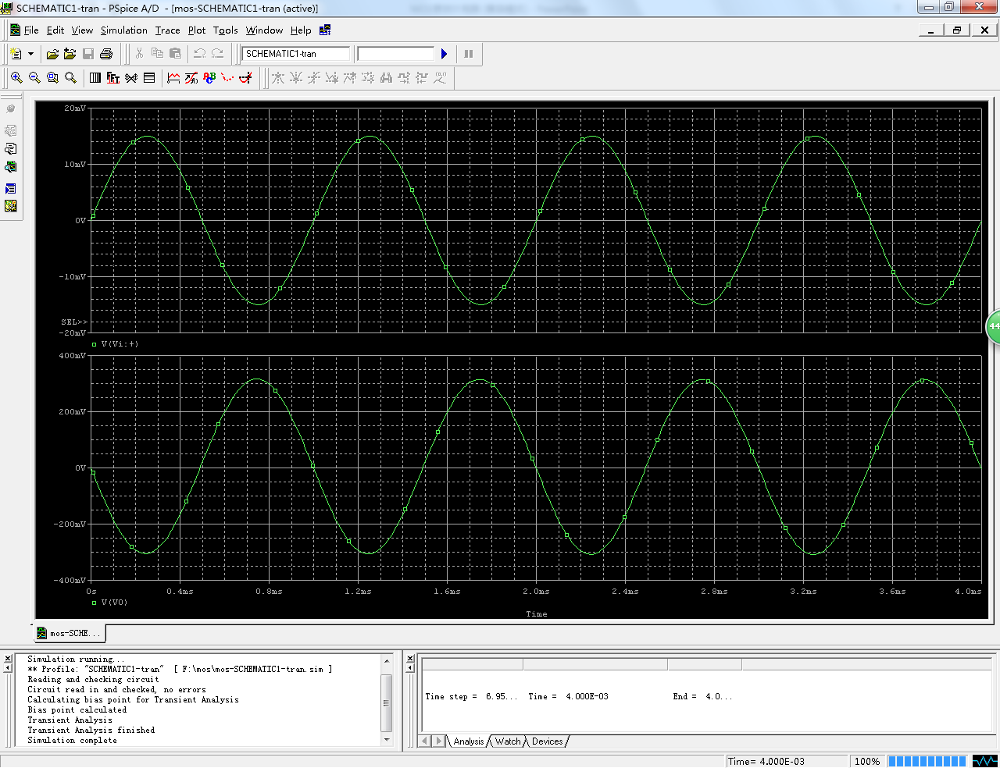 SCHEMATIC1-tran - PSpice A/D - [mos-SCHEMATIC1-tran (active)]
File Edit View Simulation Trace Plot Tools Window Help
SCHEMATIC1-tran
FFT
ABC
20mV
10mV
0V
-10mV
SEL>>
-20mV
V(Vi:+)
44
400mV
200mV
0V
-200mV
-400mV
0s 0.4ms 0.8ms 1.2ms 1.6ms 2.0ms 2.4ms 2.8ms 3.2ms 3.6ms 4.0ms
V(VO)
Time
mos-SCHE...
Simulation running...
** Profile: "SCHEMATIC1-tran" [ F:\mos\mos-SCHEMATIC1-tran.sim ]
Reading and checking circuit
Circuit read in and checked, no errors
Calculating bias point for Transient Analysis
Bias point calculated
Transient Analysis
Transient Analysis finished
Simulation complete
Time step = 6.95... Time = 4.000E-03 End = 4.0...
Analysis Watch Devices
Time= 4.000E-03 100%